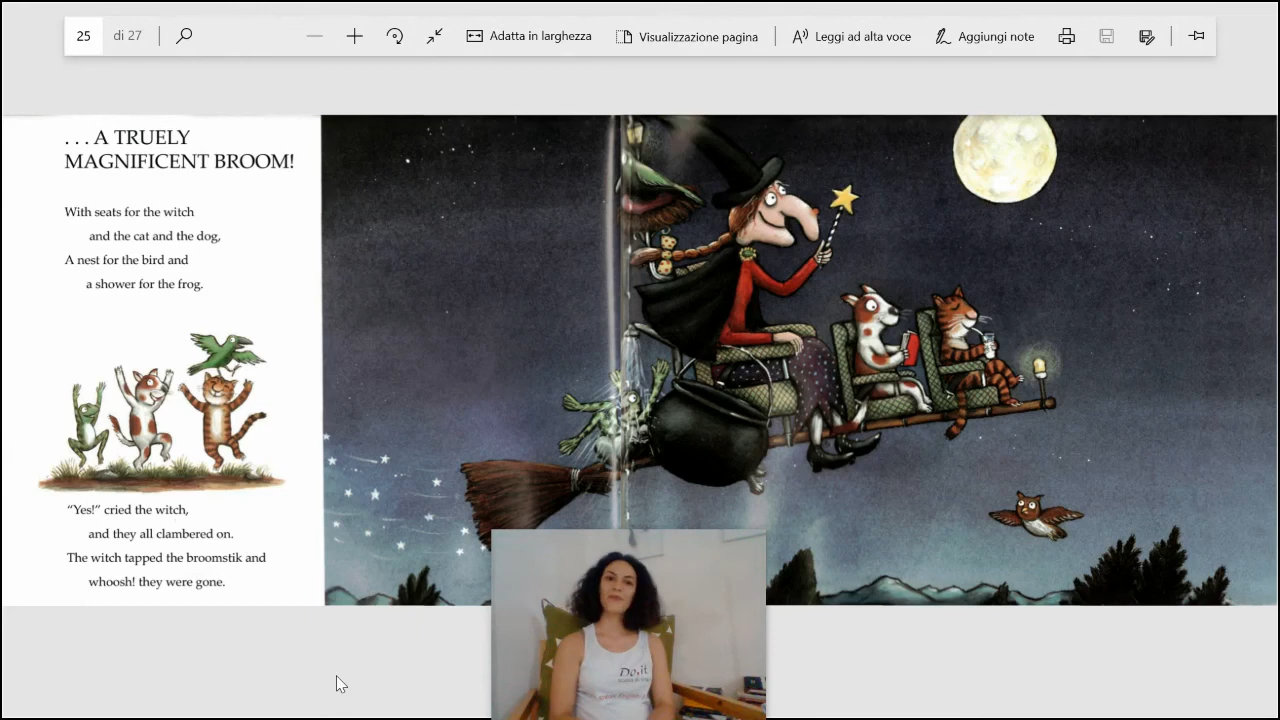 25 di 27 Adatta in larghezza Visualizzazione pagina Leggi ad alta voce Aggiungi note
. . . A TRUELY
MAGNIFICENT BROOM!
With seats for the witch
and the cat and the dog,
A nest for the bird and
a shower for the frog.
“Yes!” cried the witch,
and they all clambered on.
The witch tapped the broomstik and
whoosh! they were gone.
Do.it